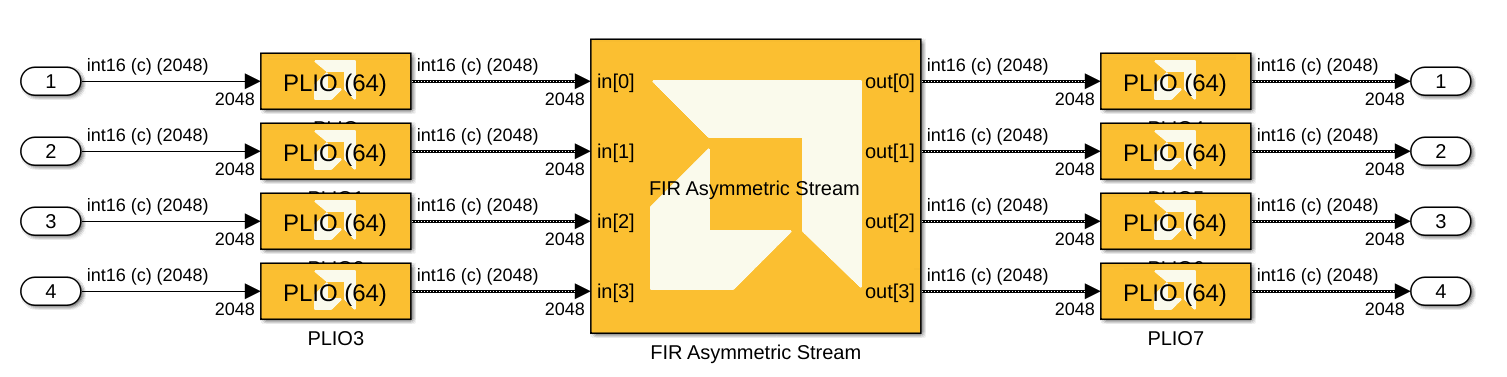 int16 (c) (2048) int16 (c) (2048) int16 (c) (2048) int16 (c) (2048)
1 PLIO (64) in[0] out[0] PLIO (64) 1
2048 2048 2048 2048
int16 (c) (2048) int16 (c) (2048) int16 (c) (2048) int16 (c) (2048)
2 PLIO (64) in[1] out[1] PLIO (64) 2
2048 2048 2048 2048
FIR Asymmetric Stream
int16 (c) (2048) int16 (c) (2048) int16 (c) (2048) int16 (c) (2048)
3 PLIO (64) in[2] out[2] PLIO (64) 3
2048 2048 2048 2048
int16 (c) (2048) int16 (c) (2048) int16 (c) (2048) int16 (c) (2048)
4 PLIO (64) in[3] out[3] PLIO (64) 4
2048 2048 2048 2048
PLIO3 PLIO7
FIR Asymmetric Stream